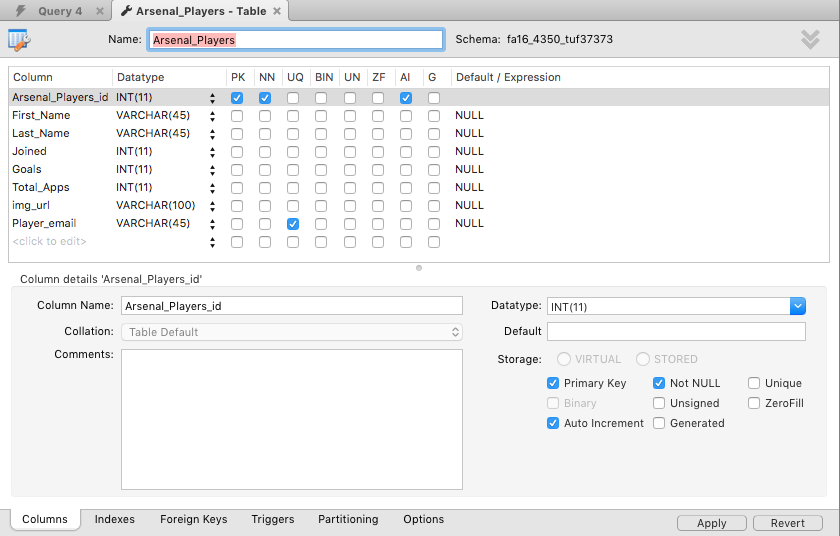 Query 4
Arsenal_Players - Table
Name: Arsenal_Players Schema: fa16_4350_tuf37373
Column Datatype PK NN UQ BIN UN ZF AI G Default / Expression
Arsenal_Players_id INT(11)
First_Name VARCHAR(45) NULL
Last_Name VARCHAR(45) NULL
Joined INT(11) NULL
Goals INT(11) NULL
Total_Apps INT(11) NULL
img_url VARCHAR(100) NULL
Player_email VARCHAR(45) NULL
<click to edit>
Column details 'Arsenal_Players_id'
Column Name: Arsenal_Players_id Datatype: INT(11)
Collation: Table Default Default
Comments: Storage: VIRTUAL STORED
Primary Key Not NULL Unique
Binary Unsigned ZeroFill
Auto Increment Generated
Columns Indexes Foreign Keys Triggers Partitioning Options Apply Revert